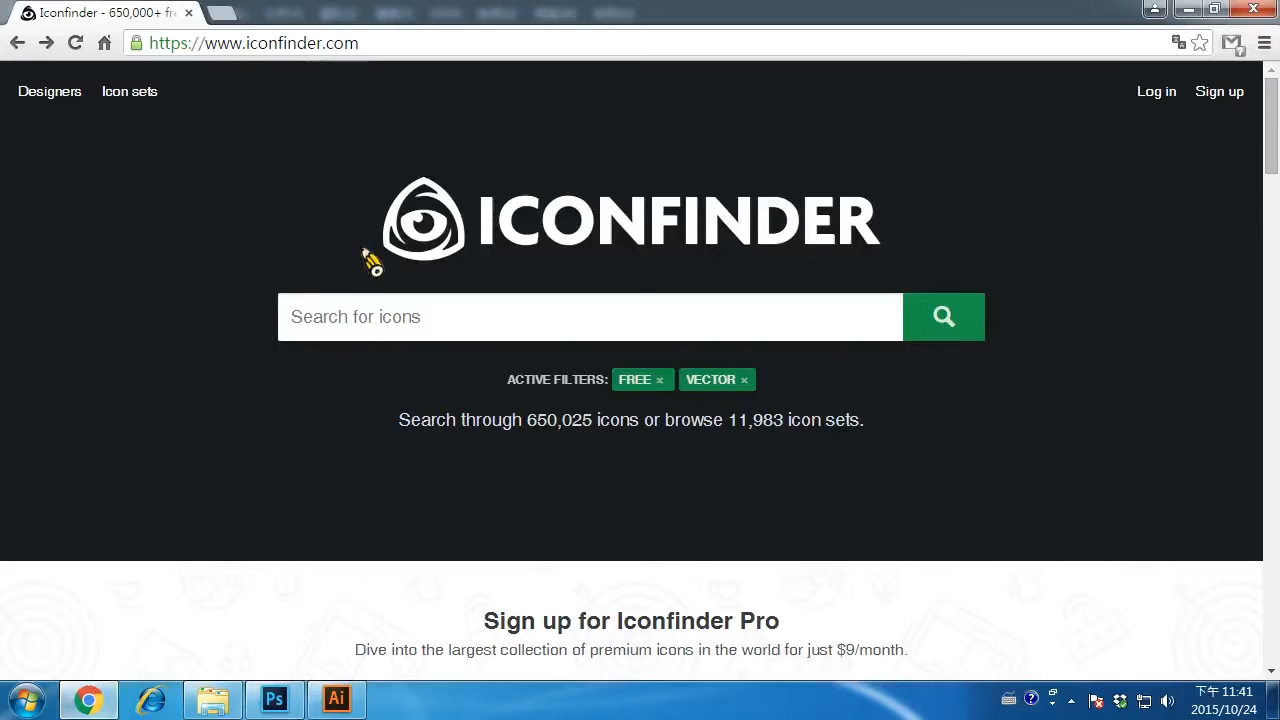 Iconfinder - 650,000+ fr
https://www.iconfinder.com
Designers Icon sets Log in Sign up
ICONFINDER
Search for icons
ACTIVE FILTERS: FREE × VECTOR ×
Search through 650,025 icons or browse 11,983 icon sets.
Sign up for Iconfinder Pro
Dive into the largest collection of premium icons in the world for just $9/month.
Ps Ai
下午 11:41
2015/10/24